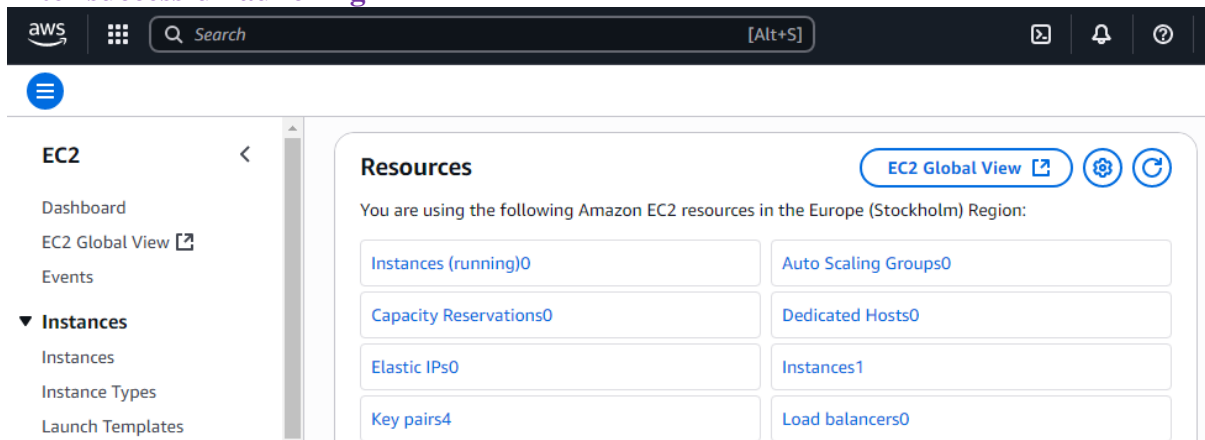 aws
Search
[Alt+S]
EC2
Dashboard
EC2 Global View
Events
Instances
Instances
Instance Types
Launch Templates
Resources
EC2 Global View
You are using the following Amazon EC2 resources in the Europe (Stockholm) Region:
Instances (running)0
Auto Scaling Groups0
Capacity Reservations0
Dedicated Hosts0
Elastic IPs0
Instances1
Key pairs4
Load balancers0